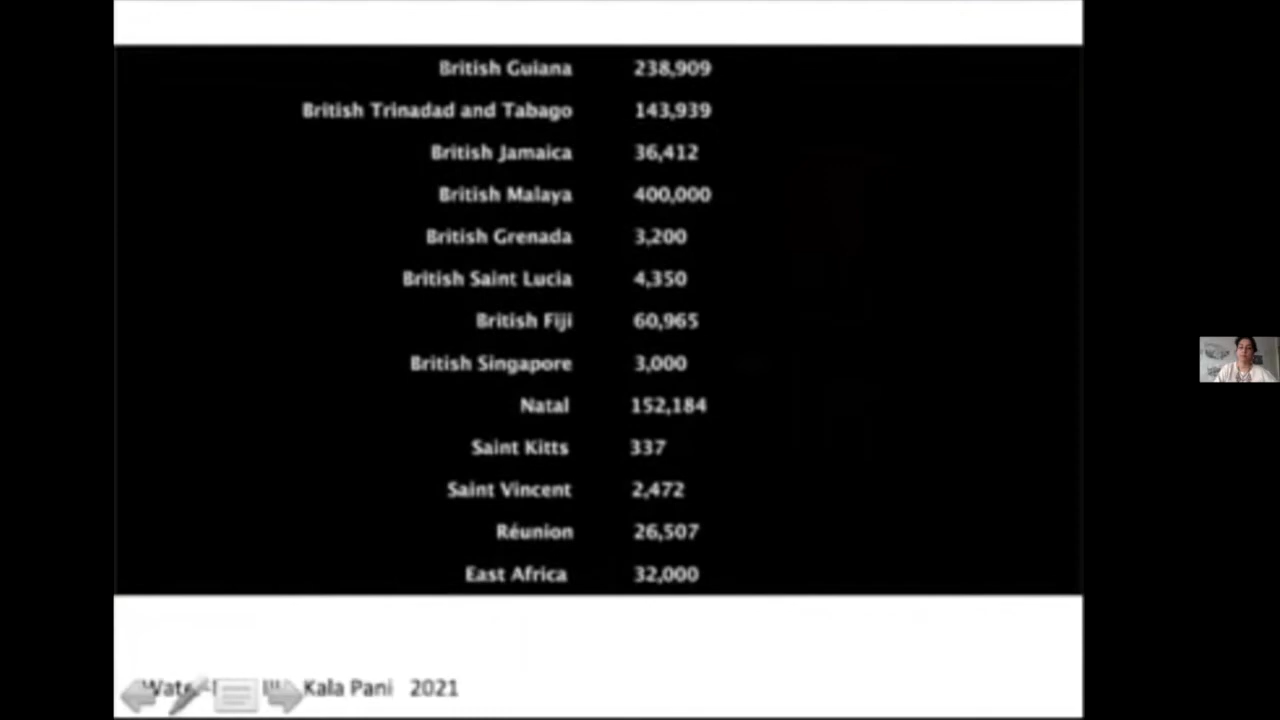 British Guiana 238,909
British Trinadad and Tabago 143,939
British Jamaica 36,412
British Malaya 400,000
British Grenada 3,200
British Saint Lucia 4,350
British Fiji 60,965
British Singapore 3,000
Natal 152,184
Saint Kitts 337
Saint Vincent 2,472
Réunion 26,507
East Africa 32,000
Kala Pani 2021